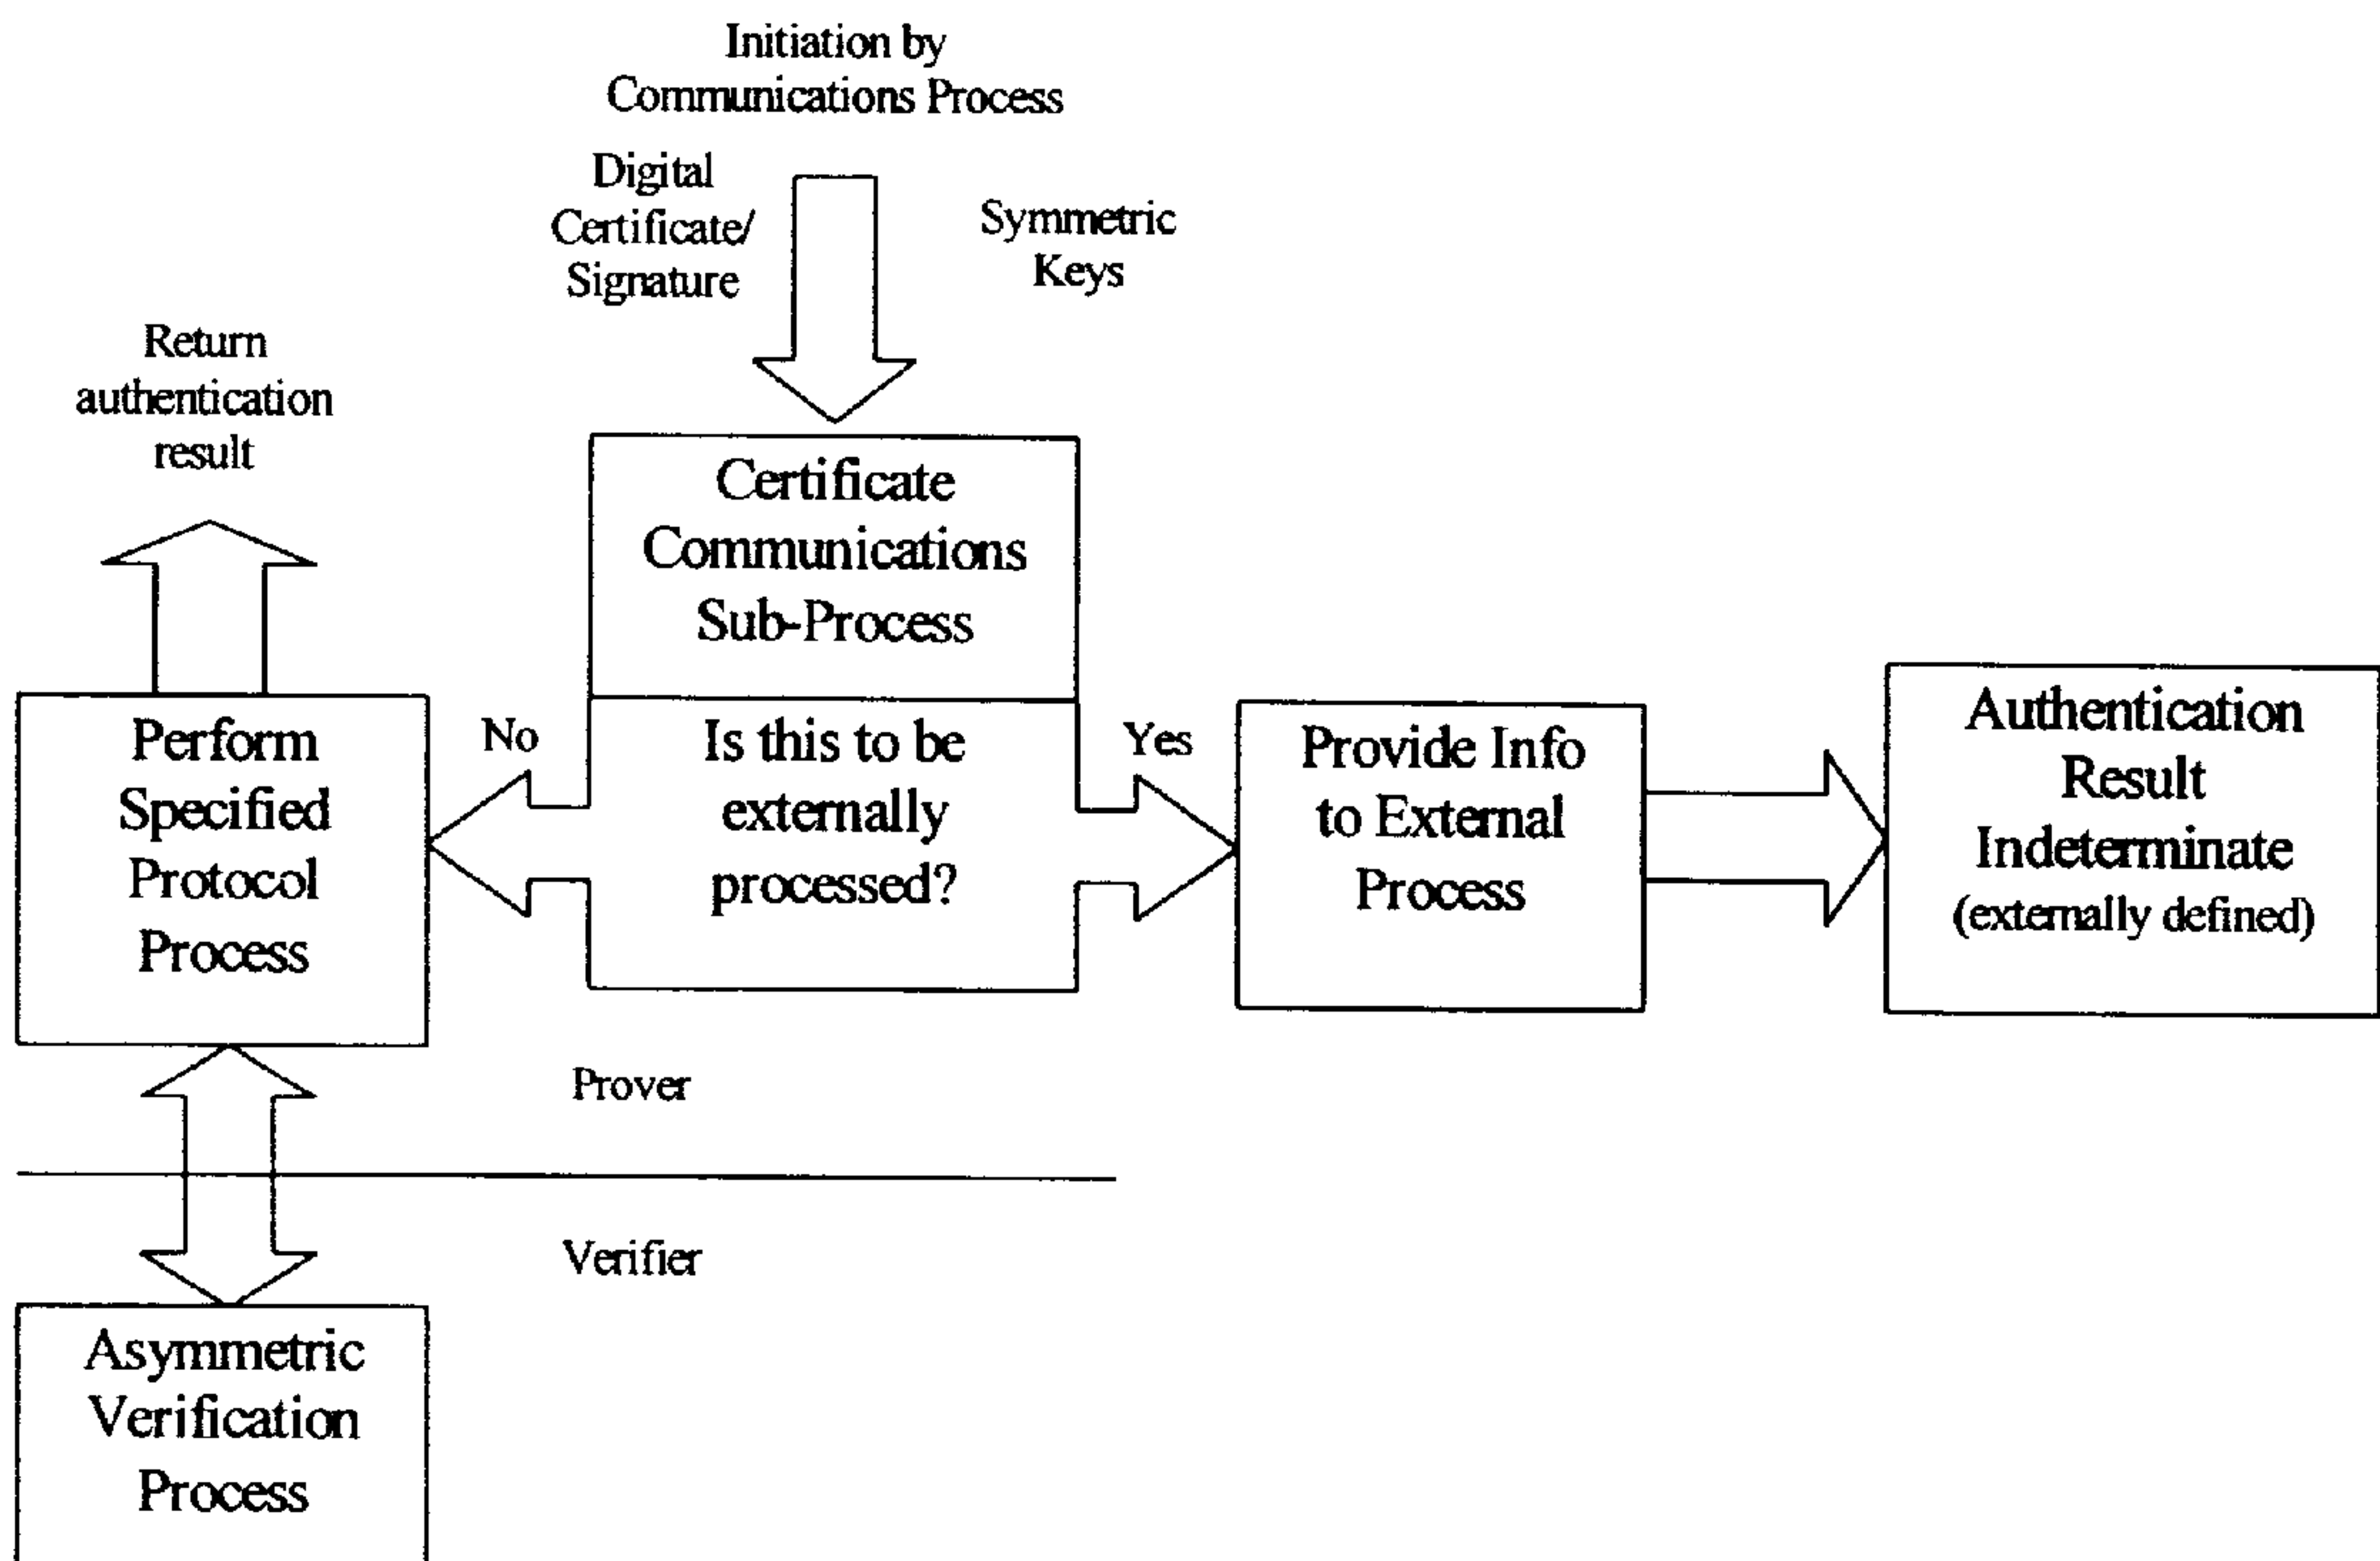 Initiation by
Communications Process
Digital
Certificate/
Signature
Symmetric
Keys
Return
authentication
result
Certificate
Communications
Sub-Process
Perform
Specified
Protocol
Process
No
Is this to be
externally
processed?
Yes
Provide Info
to External
Process
Authentication
Result
Indeterminate
(externally defined)
Prover
Verifier
Asymmetric
Verification
Process